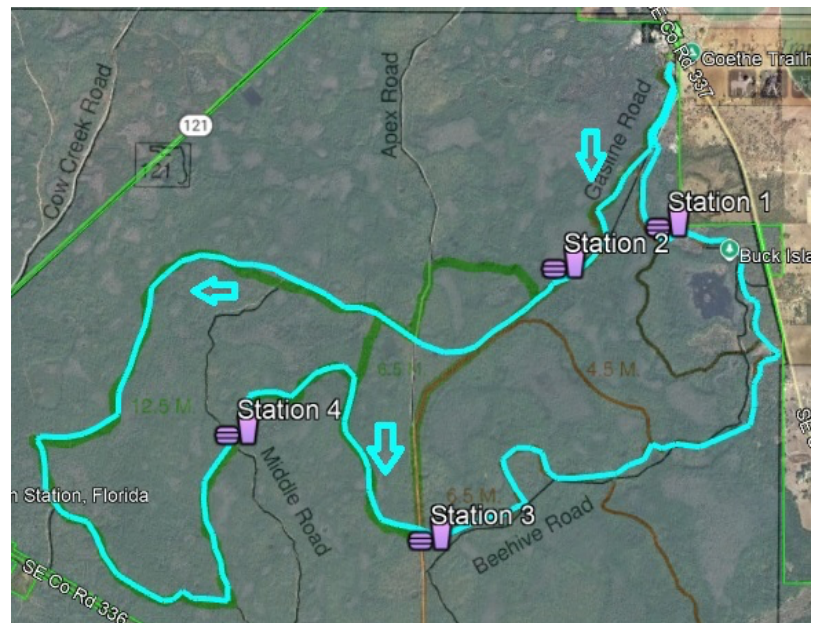 SE Co Rd 337
Goethe Trailh
Cow Creek Road
121
21
Apex Road
Gasline Road
Station 1
Station 2
Buck Isla
6.5 M.
4.5 M.
12.5 M.
Station 4
Middle Road
n Station, Florida
6.5 M.
Station 3
Beehive Road
SE Co Rd 336
SE C